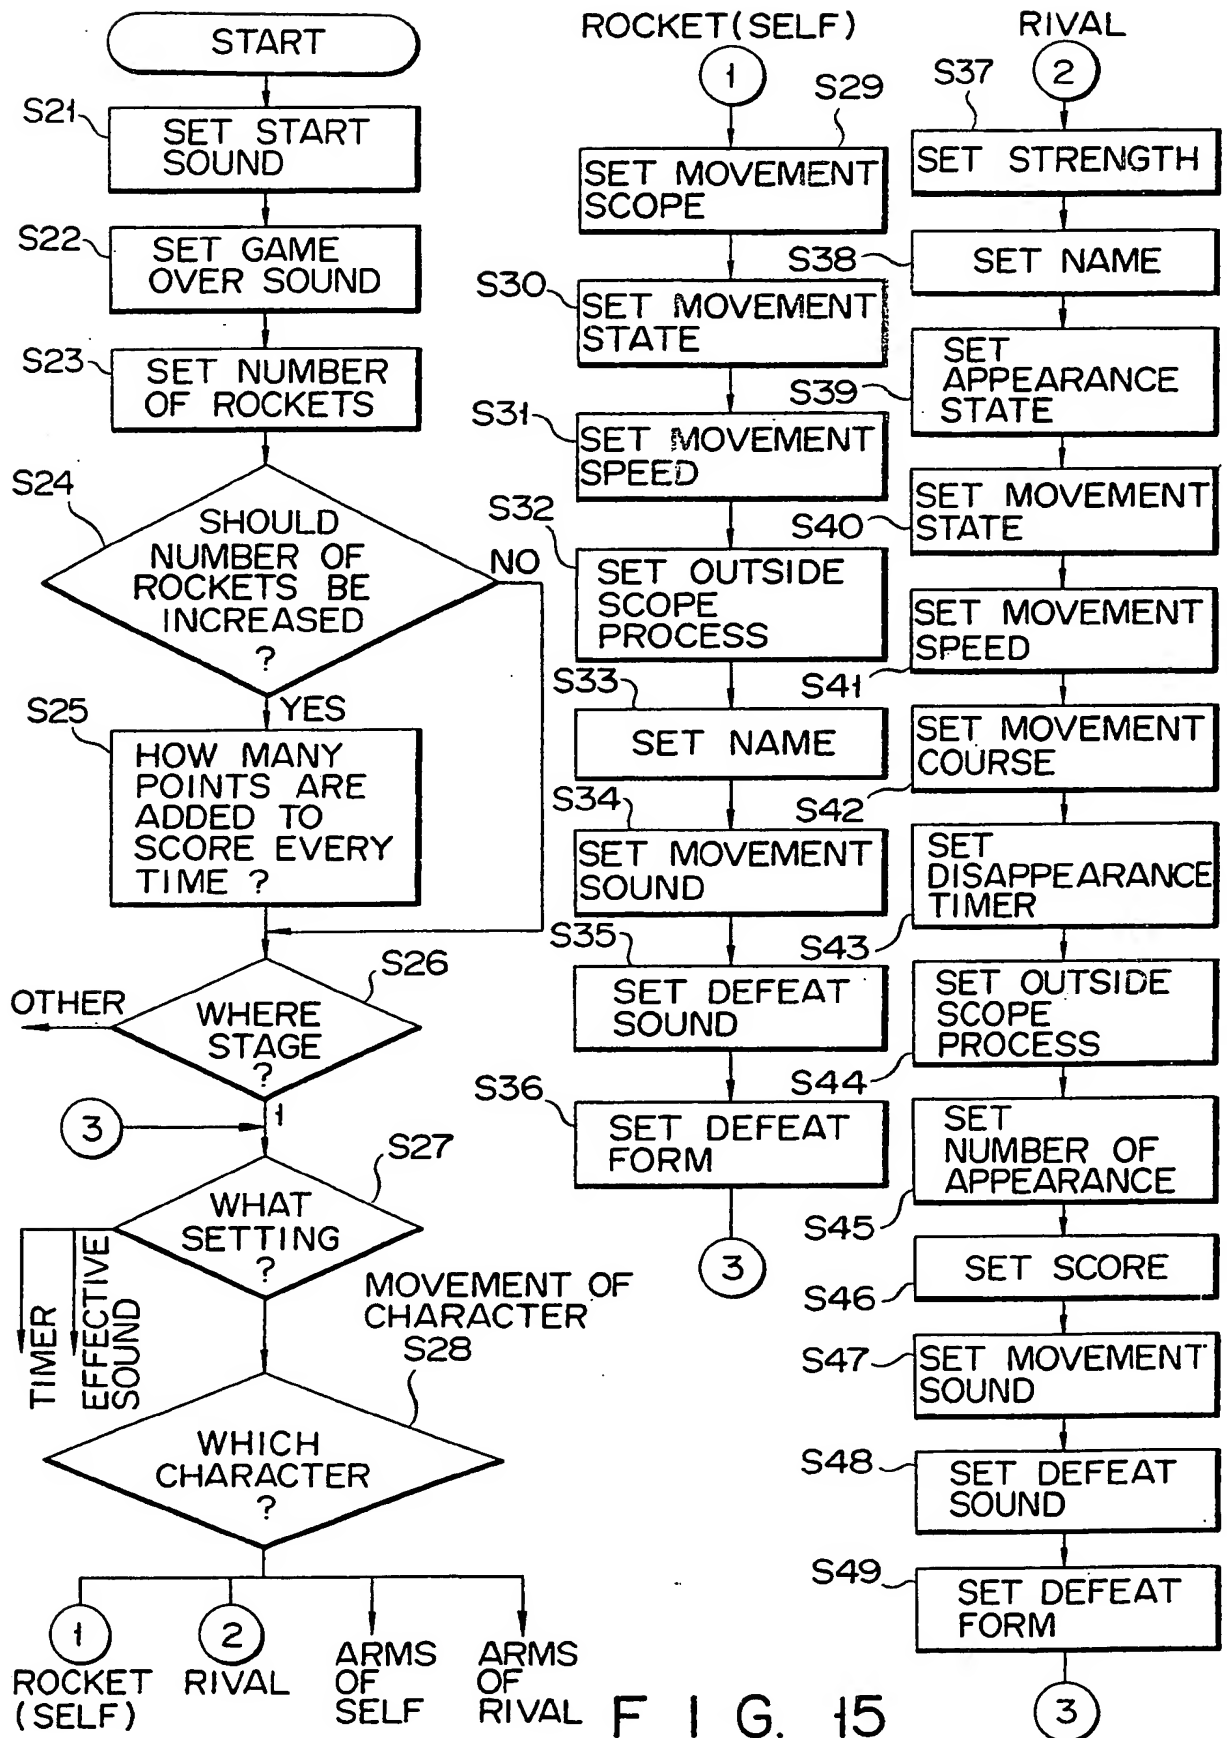 START
S21
SET START
SOUND
S22
SET GAME
OVER SOUND
S23
SET NUMBER
OF ROCKETS
S24
SHOULD
NUMBER OF
ROCKETS BE
INCREASED
?
NO
YES
S25
HOW MANY
POINTS ARE
ADDED TO
SCORE EVERY
TIME ?
S26
OTHER
WHERE
STAGE
?
1
3
S27
WHAT
SETTING
?
TIMER
EFFECTIVE
SOUND
MOVEMENT OF
CHARACTER
S28
WHICH
CHARACTER
?
1
ROCKET
(SELF)
2
RIVAL
ARMS
OF
SELF
ARMS
OF
RIVAL
ROCKET(SELF)
1
S29
SET MOVEMENT
SCOPE
S30
SET MOVEMENT
STATE
S31
SET MOVEMENT
SPEED
S32
SET OUTSIDE
SCOPE
PROCESS
S33
SET NAME
S34
SET MOVEMENT
SOUND
S35
SET DEFEAT
SOUND
S36
SET DEFEAT
FORM
3
RIVAL
2
S37
SET STRENGTH
S38
SET NAME
S39
SET
APPEARANCE
STATE
S40
SET MOVEMENT
STATE
S41
SET MOVEMENT
SPEED
S42
SET MOVEMENT
COURSE
S43
SET
DISAPPEARANCE
TIMER
S44
SET OUTSIDE
SCOPE
PROCESS
S45
SET
NUMBER OF
APPEARANCE
S46
SET SCORE
S47
SET MOVEMENT
SOUND
S48
SET DEFEAT
SOUND
S49
SET DEFEAT
FORM
3
FIG. 15